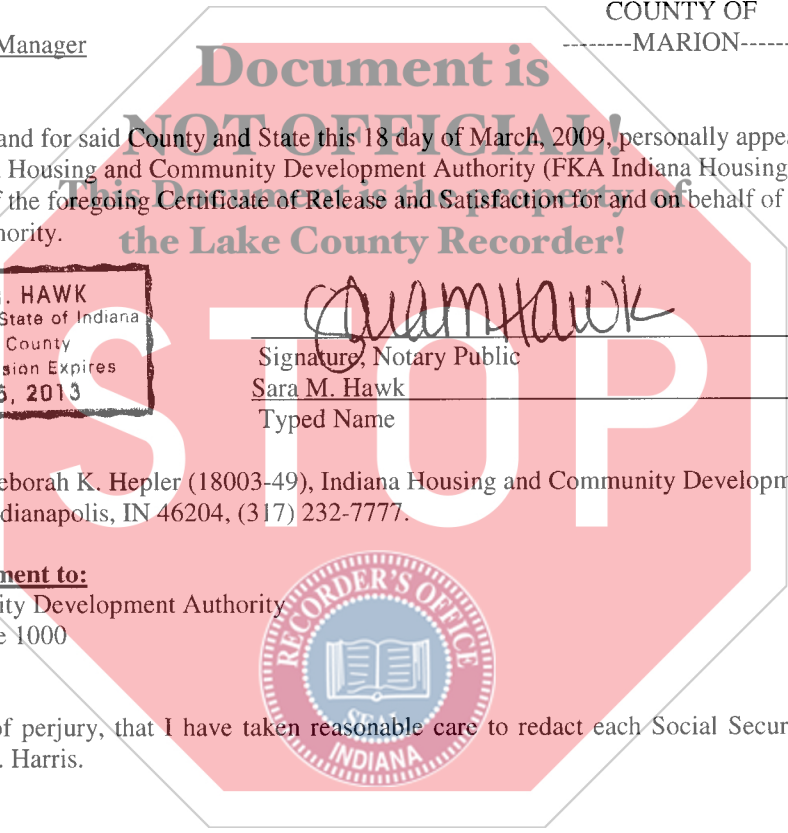 COUNTY OF
Manager
--------MARION------
Document is
NOT OFFICIAL!
and for said County and State this 18 day of March, 2009, personally appe
Housing and Community Development Authority (FKA Indiana Housing
f the foregoing Certificate of Release and Satisfaction for and on behalf of
hority.
This Document is the property of
the Lake County Recorder!
. HAWK
State of Indiana
County
sion Expires
5, 2013
SaraMHawk
Signature, Notary Public
Sara M. Hawk
Typed Name
STOP
eborah K. Hepler (18003-49), Indiana Housing and Community Developm
dianapolis, IN 46204, (317) 232-7777.
ment to:
ity Development Authority
e 1000
RECORDER'S OFFICE
SEAL
INDIANA
of perjury, that I have taken reasonable care to redact each Social Secur
. Harris.